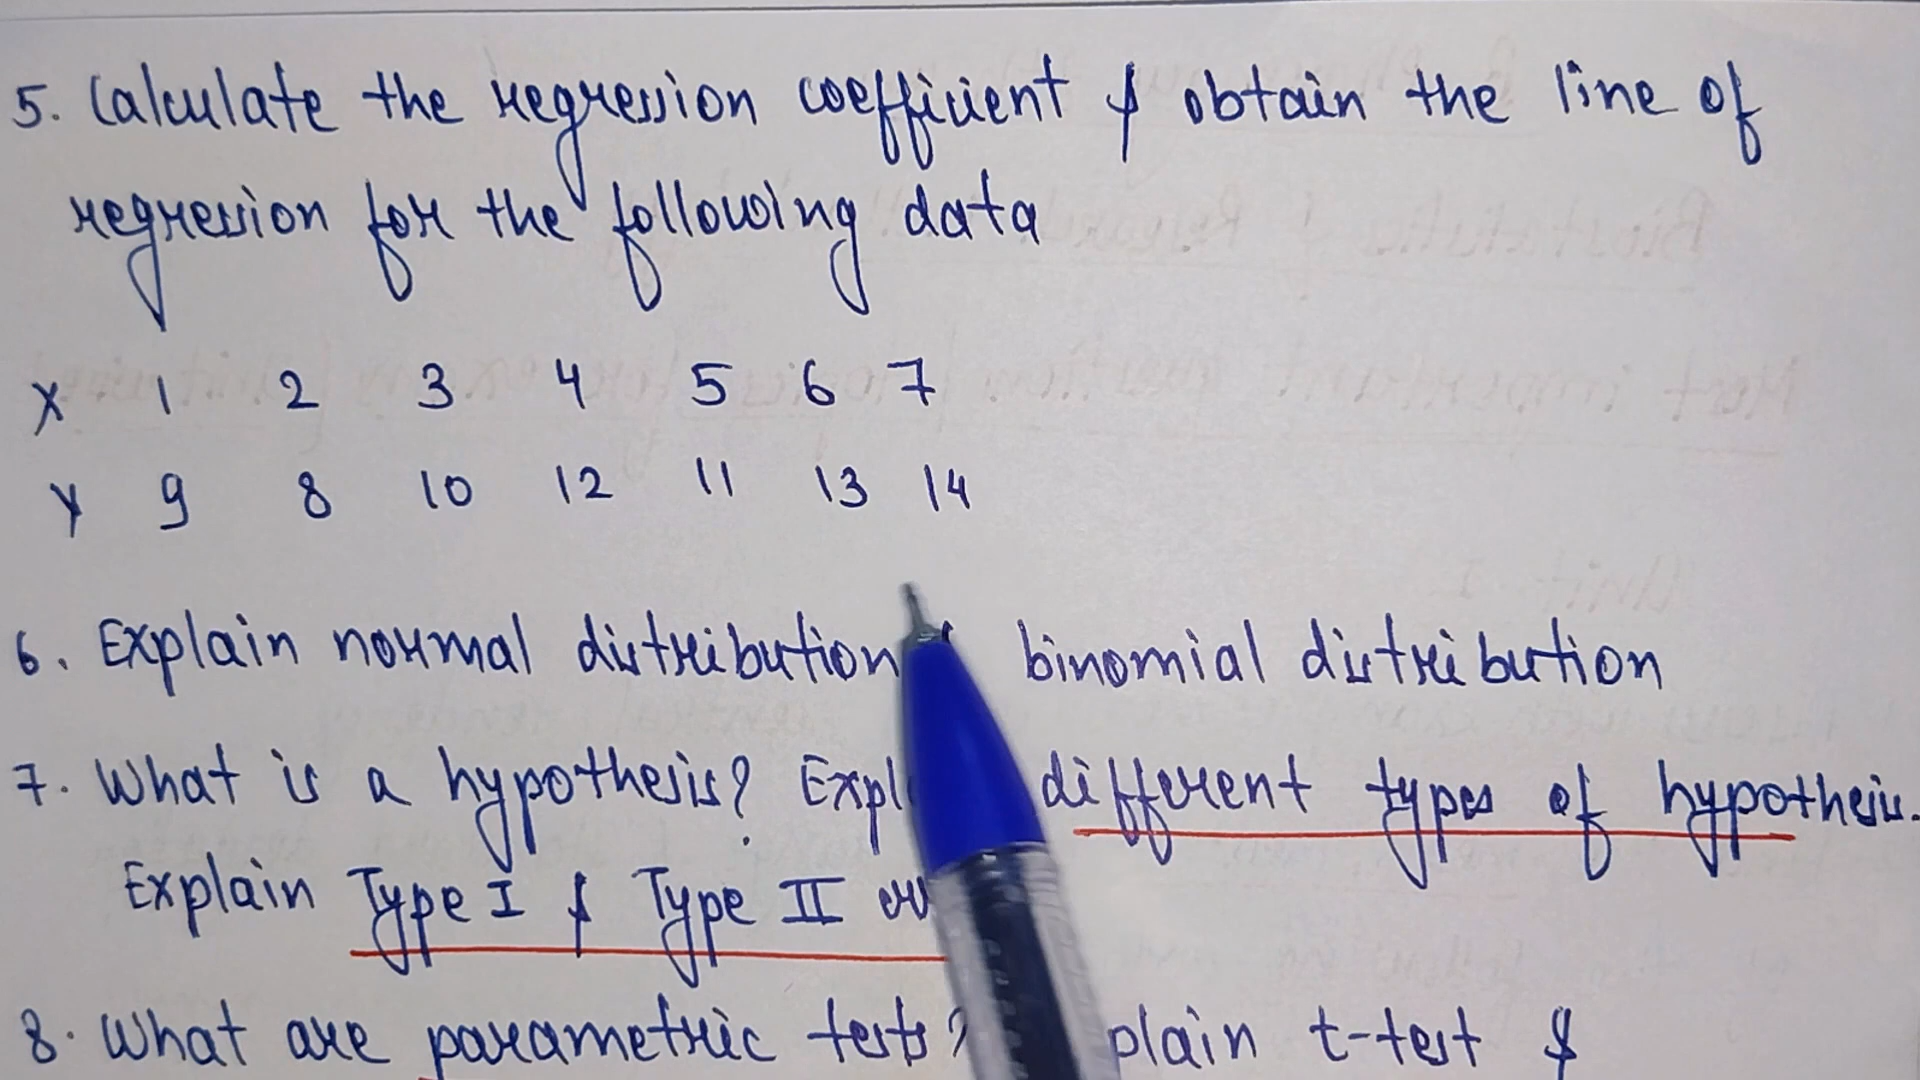 5. Calculate the regression coefficient & obtain the line of
regression for the following data
X 1 2 3 4 5 6 7
Y 9 8 10 12 11 13 14
6. Explain normal distribution binomial distribution
7. What is a hypothesis? different types of hypothesis.
Explain Type I & Type II
8. What are parametric tests? t-test &